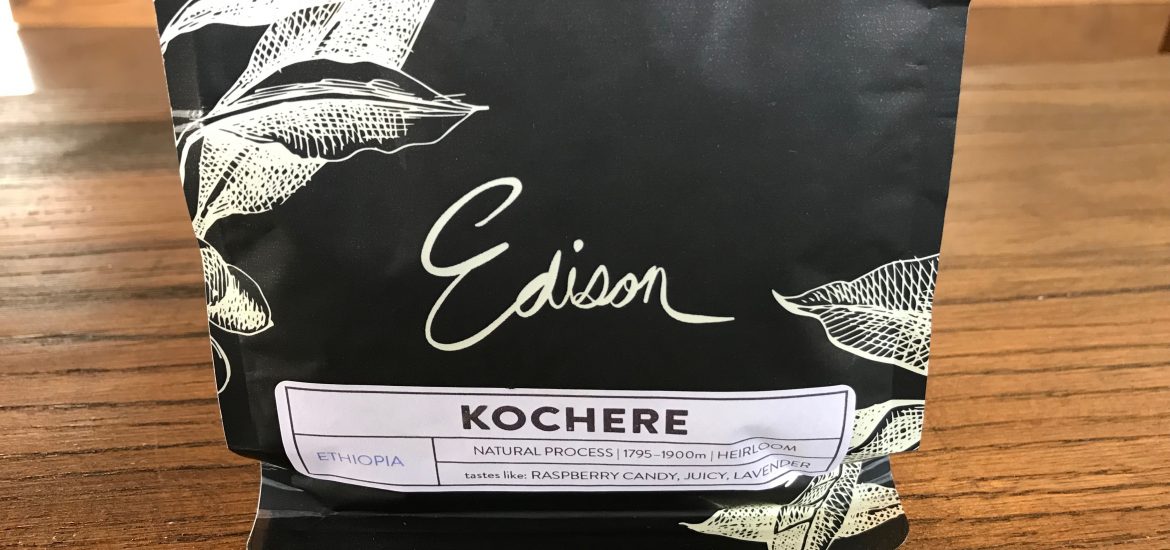 Edison
KOCHERE
ETHIOPIA
NATURAL PROCESS | 1795-1900m | HEIRLOOM
tastes like: RASPBERRY CANDY, JUICY, LAVENDER